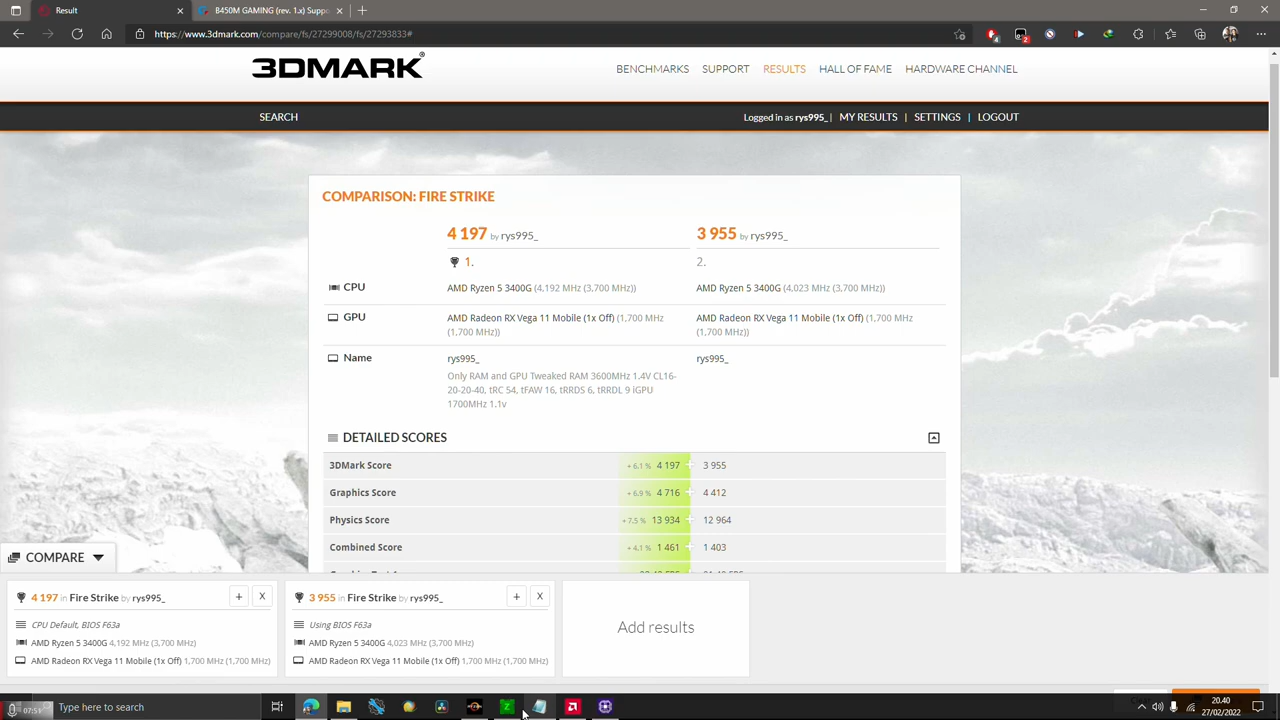 Result
B450M GAMING (rev. 1.x) Supp
https://www.3dmark.com/compare/fs/27299008/fs/27293833#
4
2
3DMARK®
BENCHMARKS SUPPORT RESULTS HALL OF FAME HARDWARE CHANNEL
SEARCH
Logged in as rys995_ | MY RESULTS | SETTINGS | LOGOUT
COMPARISON: FIRE STRIKE
4 197 by rys995_ 3 955 by rys995_
1. 2.
CPU AMD Ryzen 5 3400G (4,192 MHz (3,700 MHz)) AMD Ryzen 5 3400G (4,023 MHz (3,700 MHz))
GPU AMD Radeon RX Vega 11 Mobile (1x Off) (1,700 MHz AMD Radeon RX Vega 11 Mobile (1x Off) (1,700 MHz
(1,700 MHz)) (1,700 MHz))
Name rys995_ rys995_
Only RAM and GPU Tweaked RAM 3600MHz 1.4V CL16-
20-20-40, tRC 54, tFAW 16, tRRDS 6, tRRDL 9 iGPU
1700MHz 1.1v
DETAILED SCORES
3DMark Score + 6.1 % 4 197 3 955
Graphics Score + 6.9 % 4 716 4 412
Physics Score + 7.5 % 13 934 12 964
Combined Score + 4.1 % 1 461 1 403
COMPARE
4 197 in Fire Strike by rys995_ + X 3 955 in Fire Strike by rys995_ + X
CPU Default, BIOS F63a Using BIOS F63a
Add results
AMD Ryzen 5 3400G 4,192 MHz (3,700 MHz) AMD Ryzen 5 3400G 4,023 MHz (3,700 MHz)
AMD Radeon RX Vega 11 Mobile (1x Off) 1,700 MHz (1,700 MHz) AMD Radeon RX Vega 11 Mobile (1x Off) 1,700 MHz (1,700 MHz)
07:51
Type here to search
20.40
27/02/2022